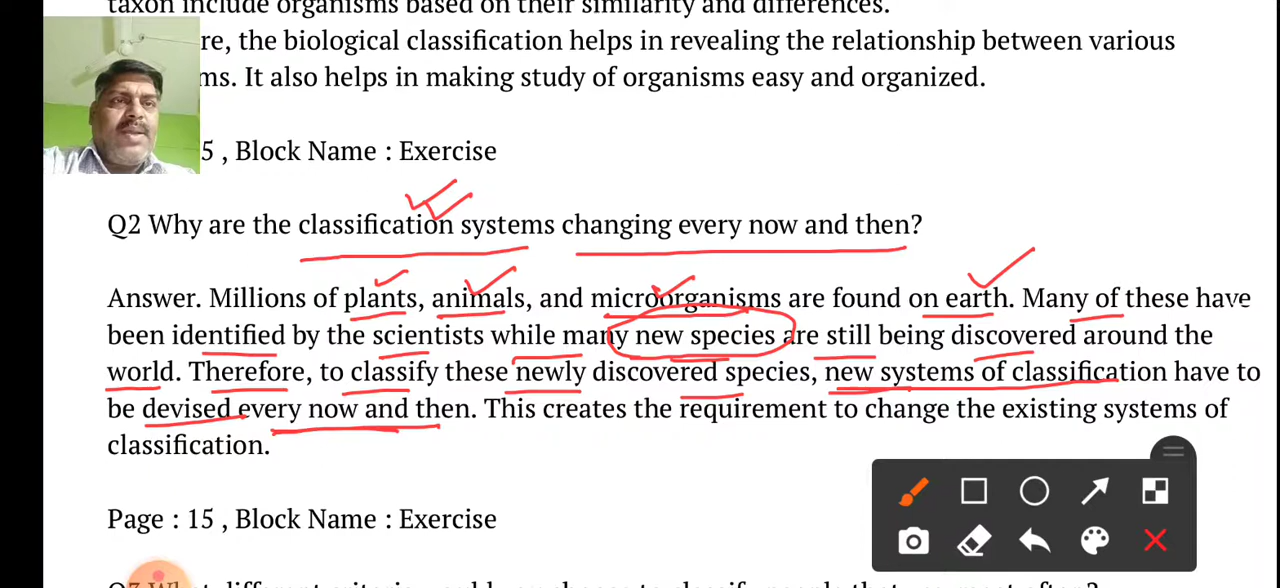 taxon include organisms based on their similarity and differences.
re, the biological classification helps in revealing the relationship between various
ms. It also helps in making study of organisms easy and organized.
5 , Block Name : Exercise
Q2 Why are the classification systems changing every now and then?
Answer. Millions of plants, animals, and microorganisms are found on earth. Many of these have
been identified by the scientists while many new species are still being discovered around the
world. Therefore, to classify these newly discovered species, new systems of classification have to
be devised every now and then. This creates the requirement to change the existing systems of
classification.
Page : 15 , Block Name : Exercise